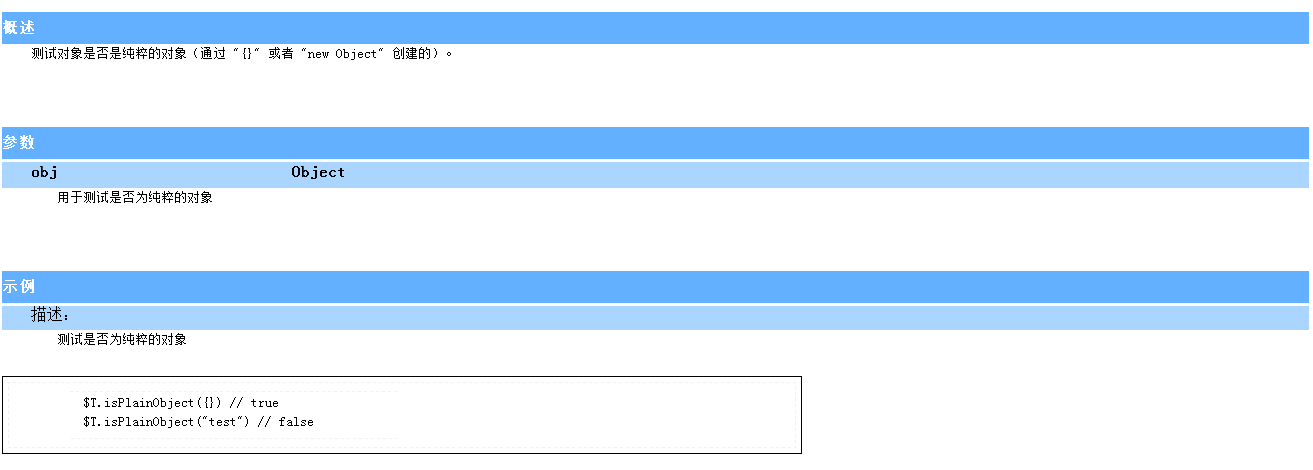 概述
测试对象是否是纯粹的对象（通过 "{}" 或者 "new Object" 创建的）。
参数
obj Object
用于测试是否为纯粹的对象
示例
描述:
测试是否为纯粹的对象
$T.isPlainObject({}) // true
$T.isPlainObject("test") // false